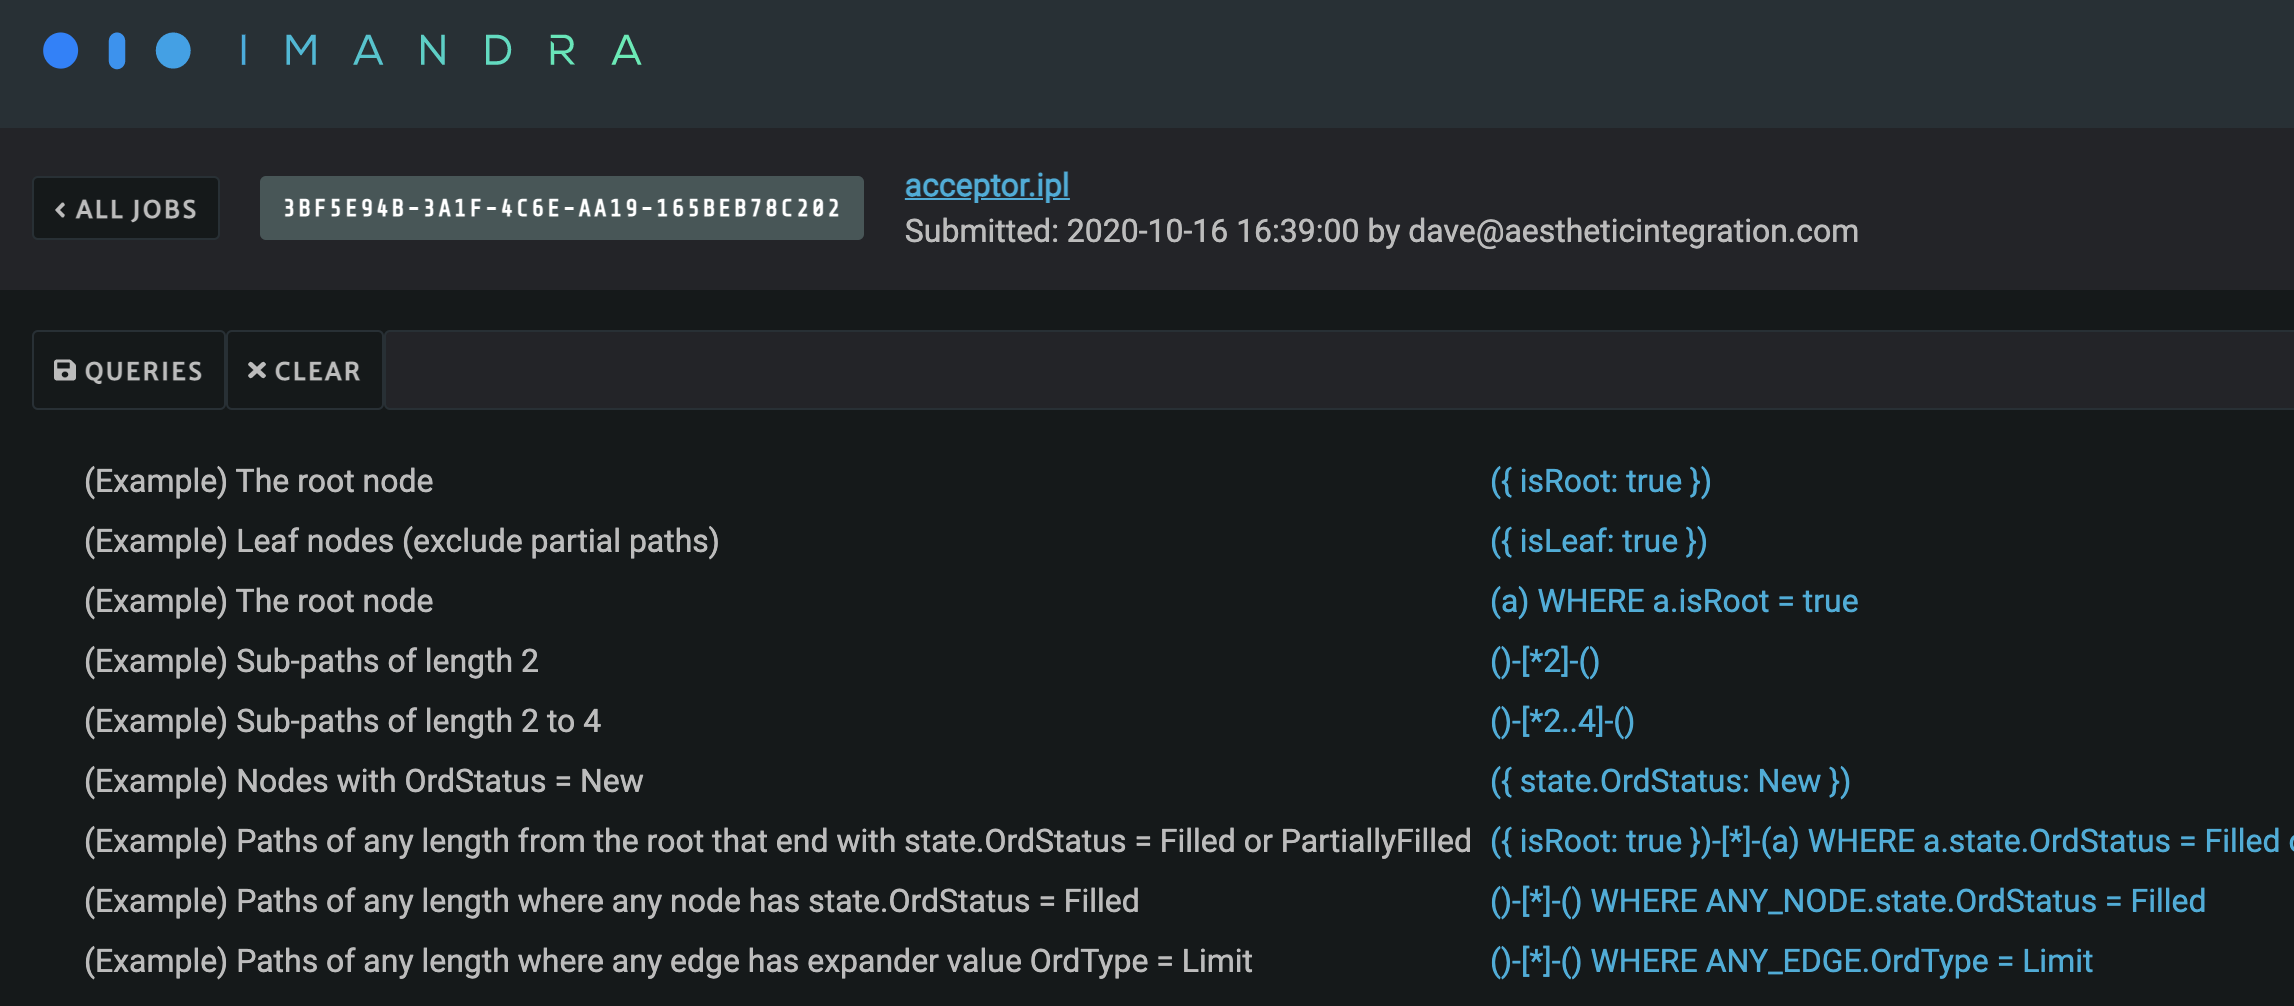 IMANDRA
ALL JOBS
3BF5E94B-3A1F-4C6E-AA19-165BEB78C202
acceptor.ipl
Submitted: 2020-10-16 16:39:00 by dave@aestheticintegration.com
QUERIES CLEAR
(Example) The root node ({ isRoot: true })
(Example) Leaf nodes (exclude partial paths) ({ isLeaf: true })
(Example) The root node (a) WHERE a.isRoot = true
(Example) Sub-paths of length 2 ()-[*2]-()
(Example) Sub-paths of length 2 to 4 ()-[*2..4]-()
(Example) Nodes with OrdStatus = New ({ state.OrdStatus: New })
(Example) Paths of any length from the root that end with state.OrdStatus = Filled or PartiallyFilled ({ isRoot: true })-[*]-(a) WHERE a.state.OrdStatus = Filled
(Example) Paths of any length where any node has state.OrdStatus = Filled ()-[*]-() WHERE ANY_NODE.state.OrdStatus = Filled
(Example) Paths of any length where any edge has expander value OrdType = Limit ()-[*]-() WHERE ANY_EDGE.OrdType = Limit